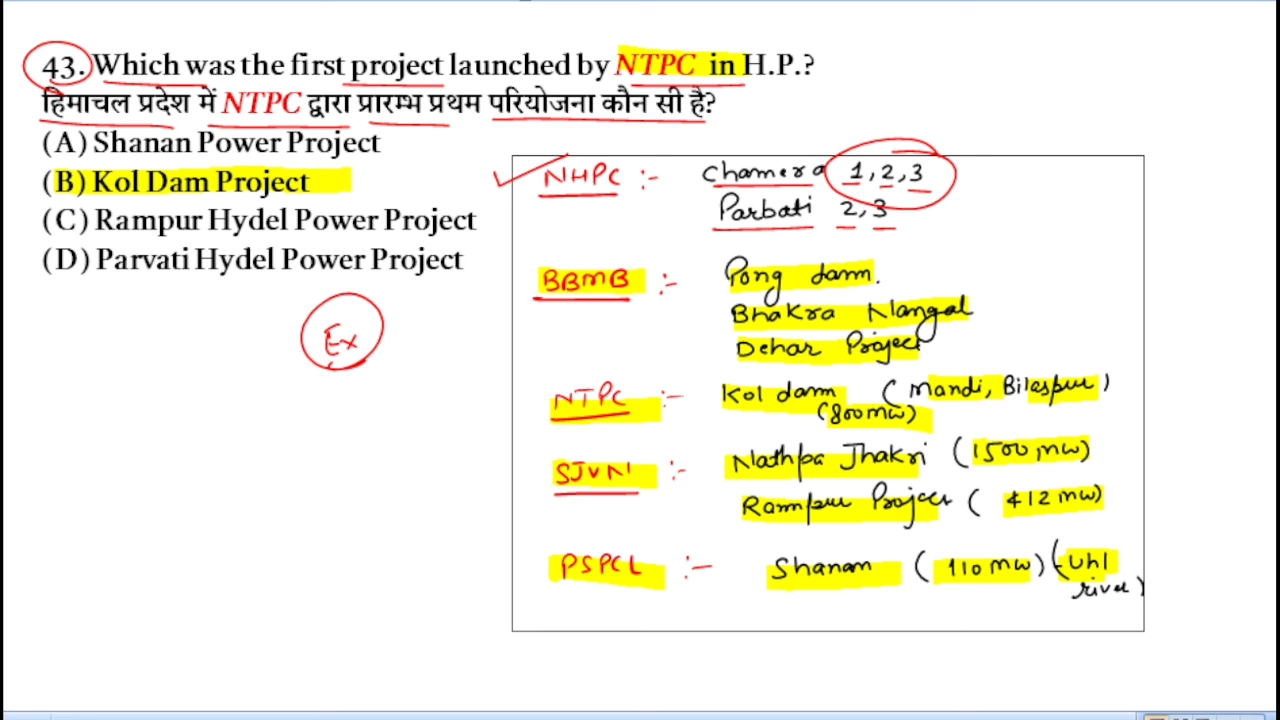 43. Which was the first project launched by NTPC in H.P.?
हिमाचल प्रदेश में NTPC द्वारा प्रारम्भ प्रथम परियोजना कौन सी है?
(A) Shanan Power Project
(B) Kol Dam Project
(C) Rampur Hydel Power Project
(D) Parvati Hydel Power Project
Ex
NHPC :- Chamera 1, 2, 3
Parbati 2, 3
BBMB :- Pong dam.
Bhakra Nangal
Dehar Project
NTPC :- Kol dam (Mandi, Bilaspur)
(800 mw)
SJVN :- Nathpa Jhakri (1500 mw)
Rampur Project (412 mw)
PSPCL :- Shanan (110 mw) (Uhl
river)